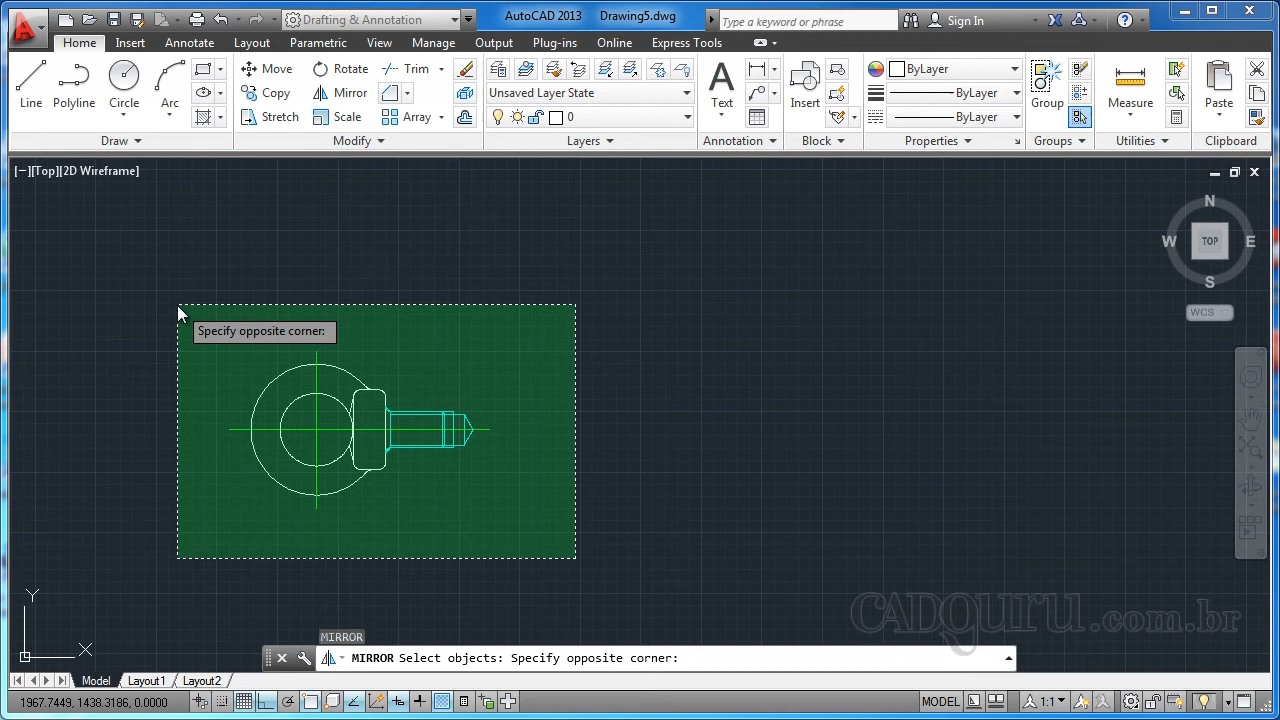 Drafting & Annotation
AutoCAD 2013 Drawing5.dwg
Type a keyword or phrase
Sign In
Home Insert Annotate Layout Parametric View Manage Output Plug-ins Online Express Tools
Line Polyline Circle Arc
Move Rotate Trim
Copy Mirror
Stretch Scale Array
Unsaved Layer State
0
Text
Insert
ByLayer
ByLayer
ByLayer
Group
Measure
Paste
Draw Modify Layers Annotation Block Properties Groups Utilities Clipboard
[−][Top][2D Wireframe]
N
W TOP E
S
WCS
Specify opposite corner:
Y
X
CADguru.com.br
MIRROR
MIRROR Select objects: Specify opposite corner:
Model Layout1 Layout2
1967.7449, 1438.3186, 0.0000
MODEL
1:1